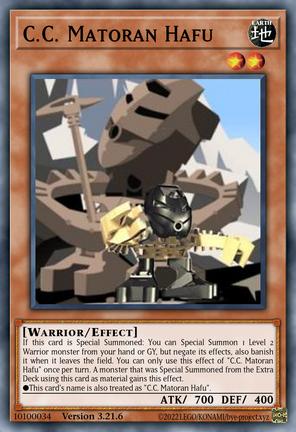 C.C. Matoran Hafu
EARTH
地
[Warrior/Effect]
If this card is Special Summoned: You can Special Summon 1 Level 2
Warrior monster from your hand or GY, but negate its effects, also banish
it when it leaves the field. You can only use this effect of "C.C. Matoran
Hafu" once per turn. A monster that was Special Summoned from the Extra
Deck using this card as material gains this effect.
●This card's name is also treated as "C.C. Matoran Hafu".
ATK/ 700 DEF/ 400
10100034 Version 3.21.6 ©2022 LEGO/KONAMI/bye-project.xyz